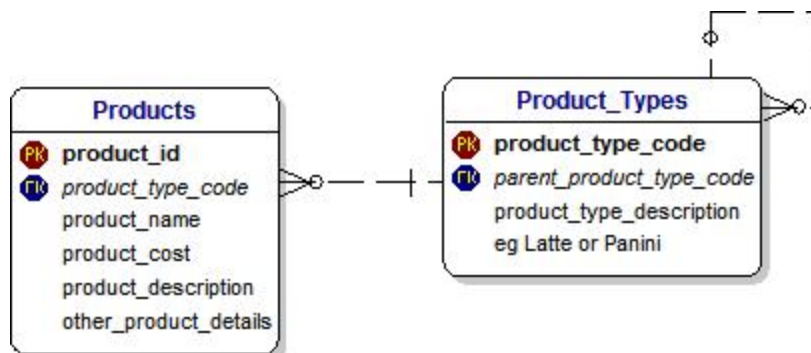 Products
PK product_id
FK product_type_code
product_name
product_cost
product_description
other_product_details
Product_Types
PK product_type_code
FK parent_product_type_code
product_type_description
eg Latte or Panini